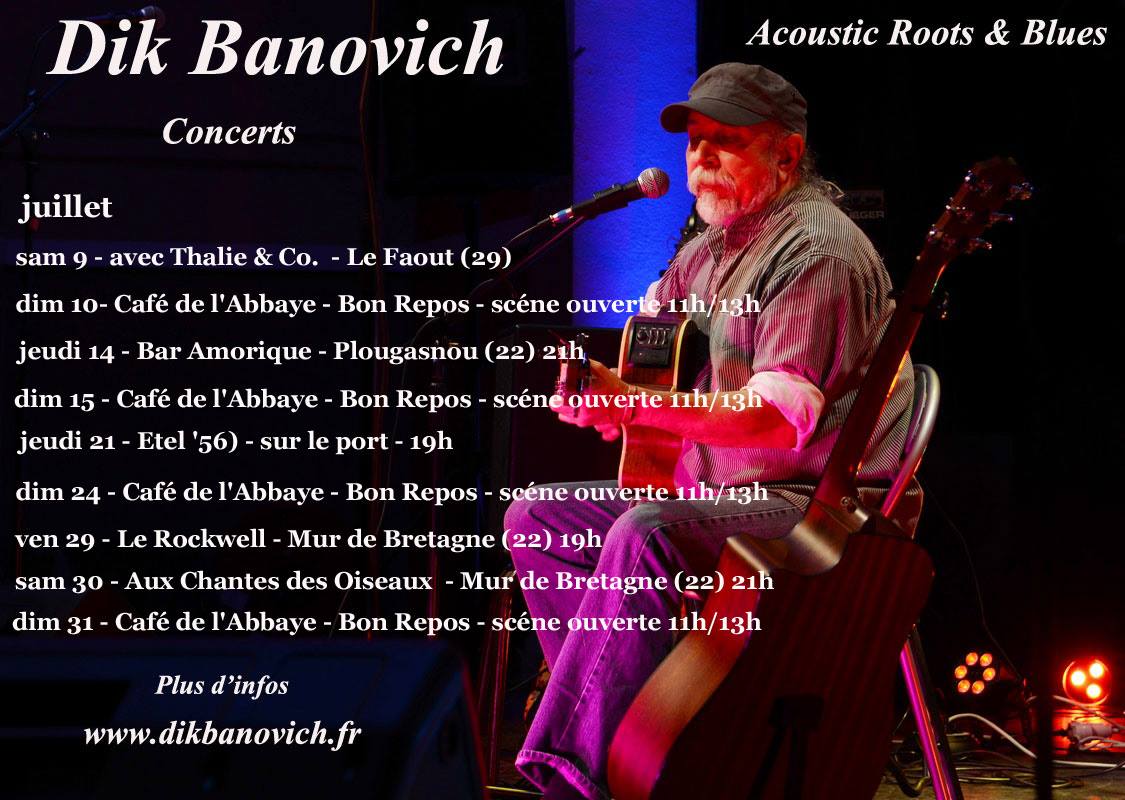 Dik Banovich
Acoustic Roots & Blues
Concerts
juillet
sam 9 - avec Thalie & Co. - Le Faout (29)
dim 10- Café de l'Abbaye - Bon Repos - scéne ouverte 11h/13h
jeudi 14 - Bar Amorique - Plougasnou (22) 21h
dim 15 - Café de l'Abbaye - Bon Repos - scéne ouverte 11h/13h
jeudi 21 - Etel '56) - sur le port - 19h
dim 24 - Café de l'Abbaye - Bon Repos - scéne ouverte 11h/13h
ven 29 - Le Rockwell - Mur de Bretagne (22) 19h
sam 30 - Aux Chantes des Oiseaux - Mur de Bretagne (22) 21h
dim 31 - Café de l'Abbaye - Bon Repos - scéne ouverte 11h/13h
Plus d’infos
www.dikbanovich.fr